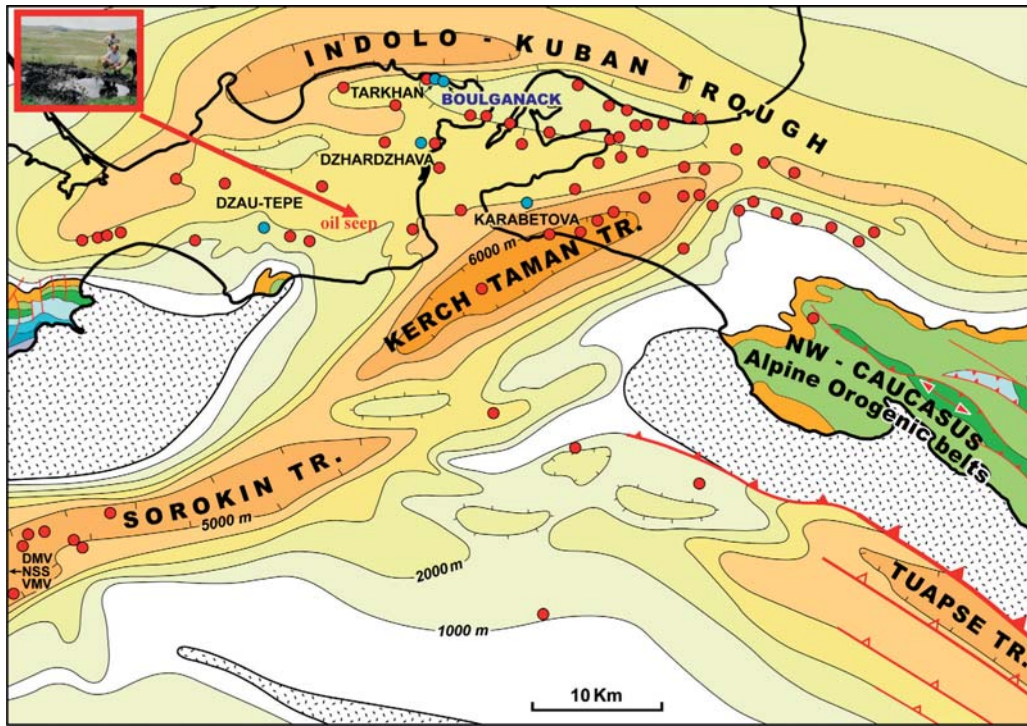 INDOLO - KUBAN TROUGH
TARKHAN
BOULGANACK
DZHARDZHAVA
DZAU-TEPE
oil seep
KARABETOVA
6000 m
KERCH TAMAN TR.
NW - CAUCASUS
Alpine Orogenic belts
SOROKIN TR.
5000 m
DMV
NSS
VMV
2000 m
TUAPSE TR.
1000 m
10 Km